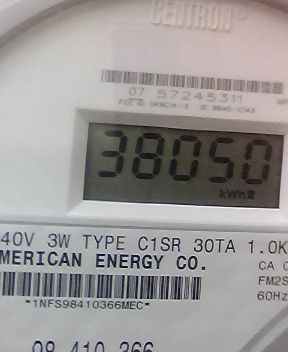 CENTRON
07 57245311
38050
kWh
40V 3W TYPE C1SR 30TA 1.0K
MERICAN ENERGY CO.
CA 0
FM2S
60Hz
*1NFS98410366MEC*
98 410 366